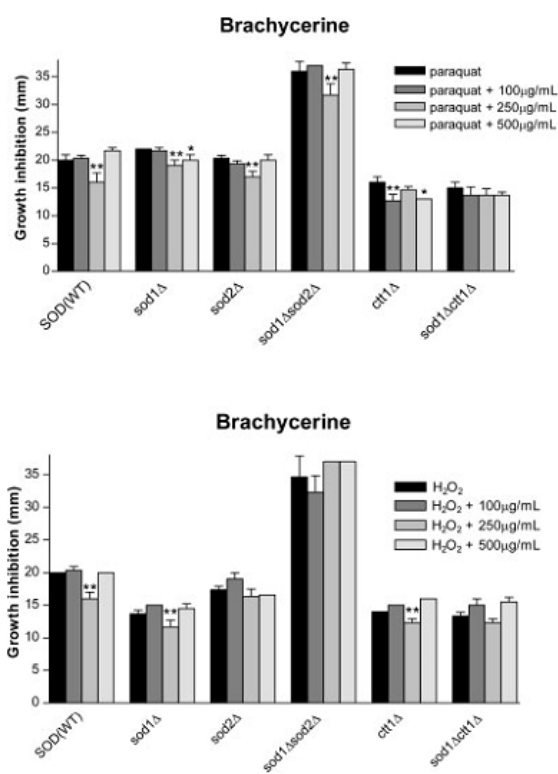 Brachycerine
Growth inhibition (mm)
35
30
25
20
15
10
5
0
paraquat
paraquat + 100µg/mL
paraquat + 250µg/mL
paraquat + 500µg/mL
**
**
*
**
**
**
*
SOD(WT)
sod1Δ
sod2Δ
sod1Δsod2Δ
ctt1Δ
sod1Δctt1Δ
Brachycerine
Growth inhibition (mm)
35
30
25
20
15
10
5
0
H₂O₂
H₂O₂ + 100µg/mL
H₂O₂ + 250µg/mL
H₂O₂ + 500µg/mL
**
**
**
SOD(WT)
sod1Δ
sod2Δ
sod1Δsod2Δ
ctt1Δ
sod1Δctt1Δ